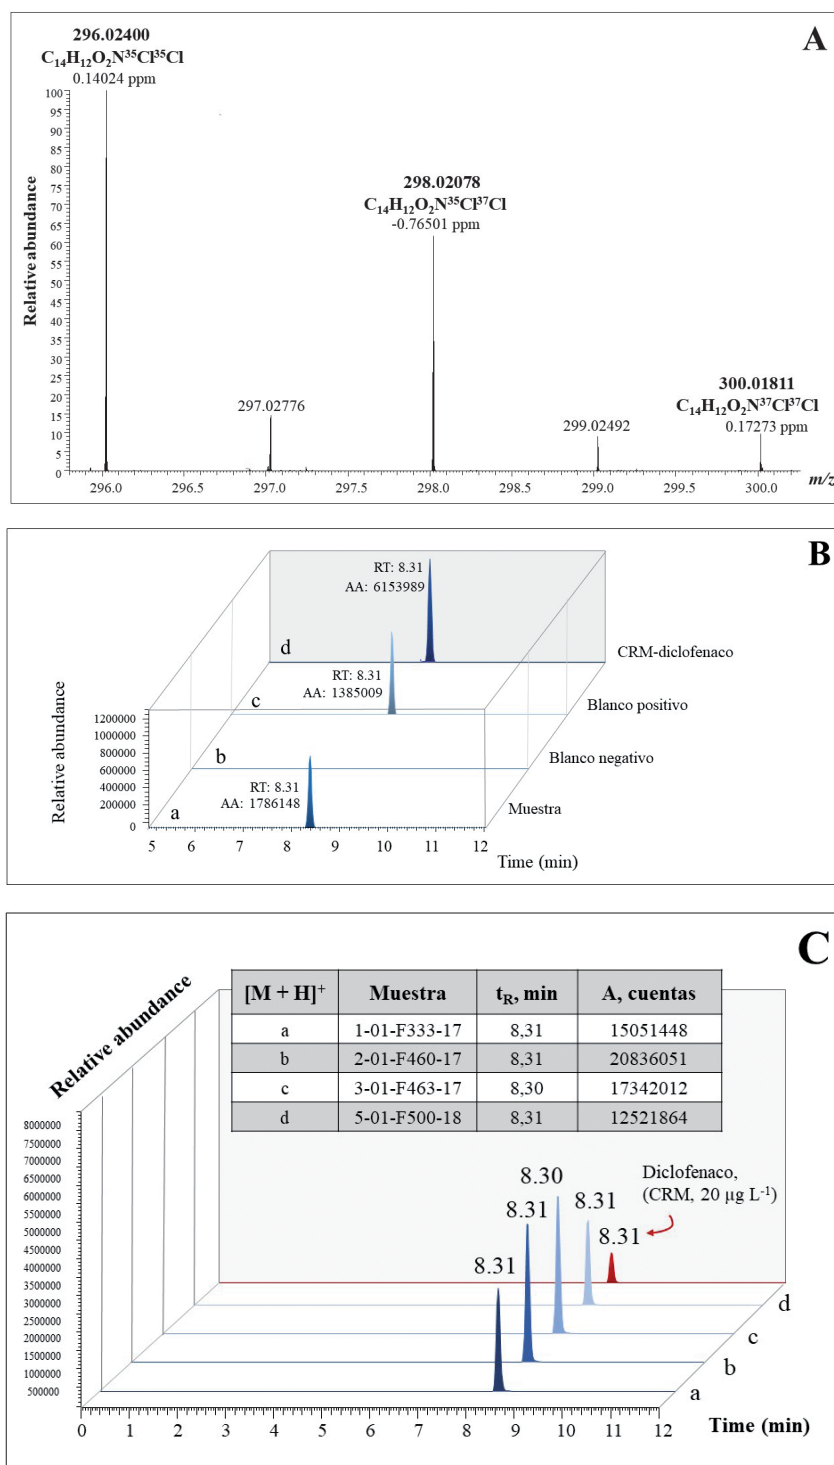 A
296.02400
C₁₄H₁₂O₂N³⁵Cl³⁵Cl
0.14024 ppm
298.02078
C₁₄H₁₂O₂N³⁵Cl³⁷Cl
-0.76501 ppm
300.01811
C₁₄H₁₂O₂N³⁷Cl³⁷Cl
0.17273 ppm
297.02776
299.02492
Relative abundance
100
95
90
85
80
75
70
65
60
55
50
45
40
35
30
25
20
15
10
5
0
296.0 296.5 297.0 297.5 298.0 298.5 299.0 299.5 300.0 m/z
B
RT: 8.31
AA: 6153989
d
CRM-diclofenaco
RT: 8.31
AA: 1385009
c
Blanco positivo
b
Blanco negativo
RT: 8.31
AA: 1786148
a
Muestra
Relative abundance
1200000
1000000
800000
600000
400000
200000
0
5 6 7 8 9 10 11 12
Time (min)
C
Relative abundance
[M + H]⁺ Muestra tR, min A, cuentas
a 1-01-F333-17 8,31 15051448
b 2-01-F460-17 8,31 20836051
c 3-01-F463-17 8,30 17342012
d 5-01-F500-18 8,31 12521864
Diclofenaco,
(CRM, 20 µg L⁻¹)
8.30
8.31
8.31
8.31
8.31
d
c
b
a
8000000
7500000
7000000
6500000
6000000
5500000
5000000
4500000
4000000
3500000
3000000
2500000
2000000
1500000
1000000
500000
0 1 2 3 4 5 6 7 8 9 10 11 12
Time (min)